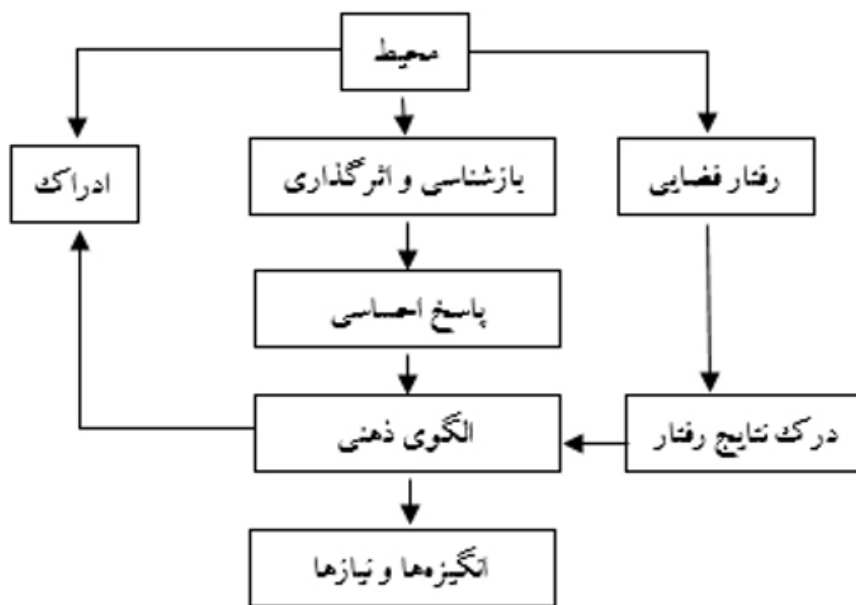 محیط
رفتار فضایی
بازشناسی و اثرگذاری
ادراک
پاسخ احساسی
درک نتایج رفتار
الگوی ذهنی
انگیزه‌ها و نیازها